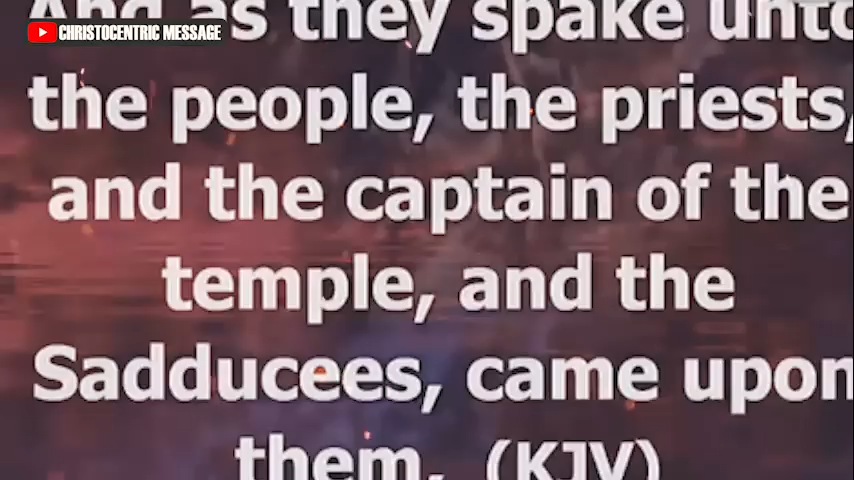 And as they spake unto
CHRISTOCENTRIC MESSAGE
the people, the priests,
and the captain of the
temple, and the
Sadducees, came upon
them, (KJV)